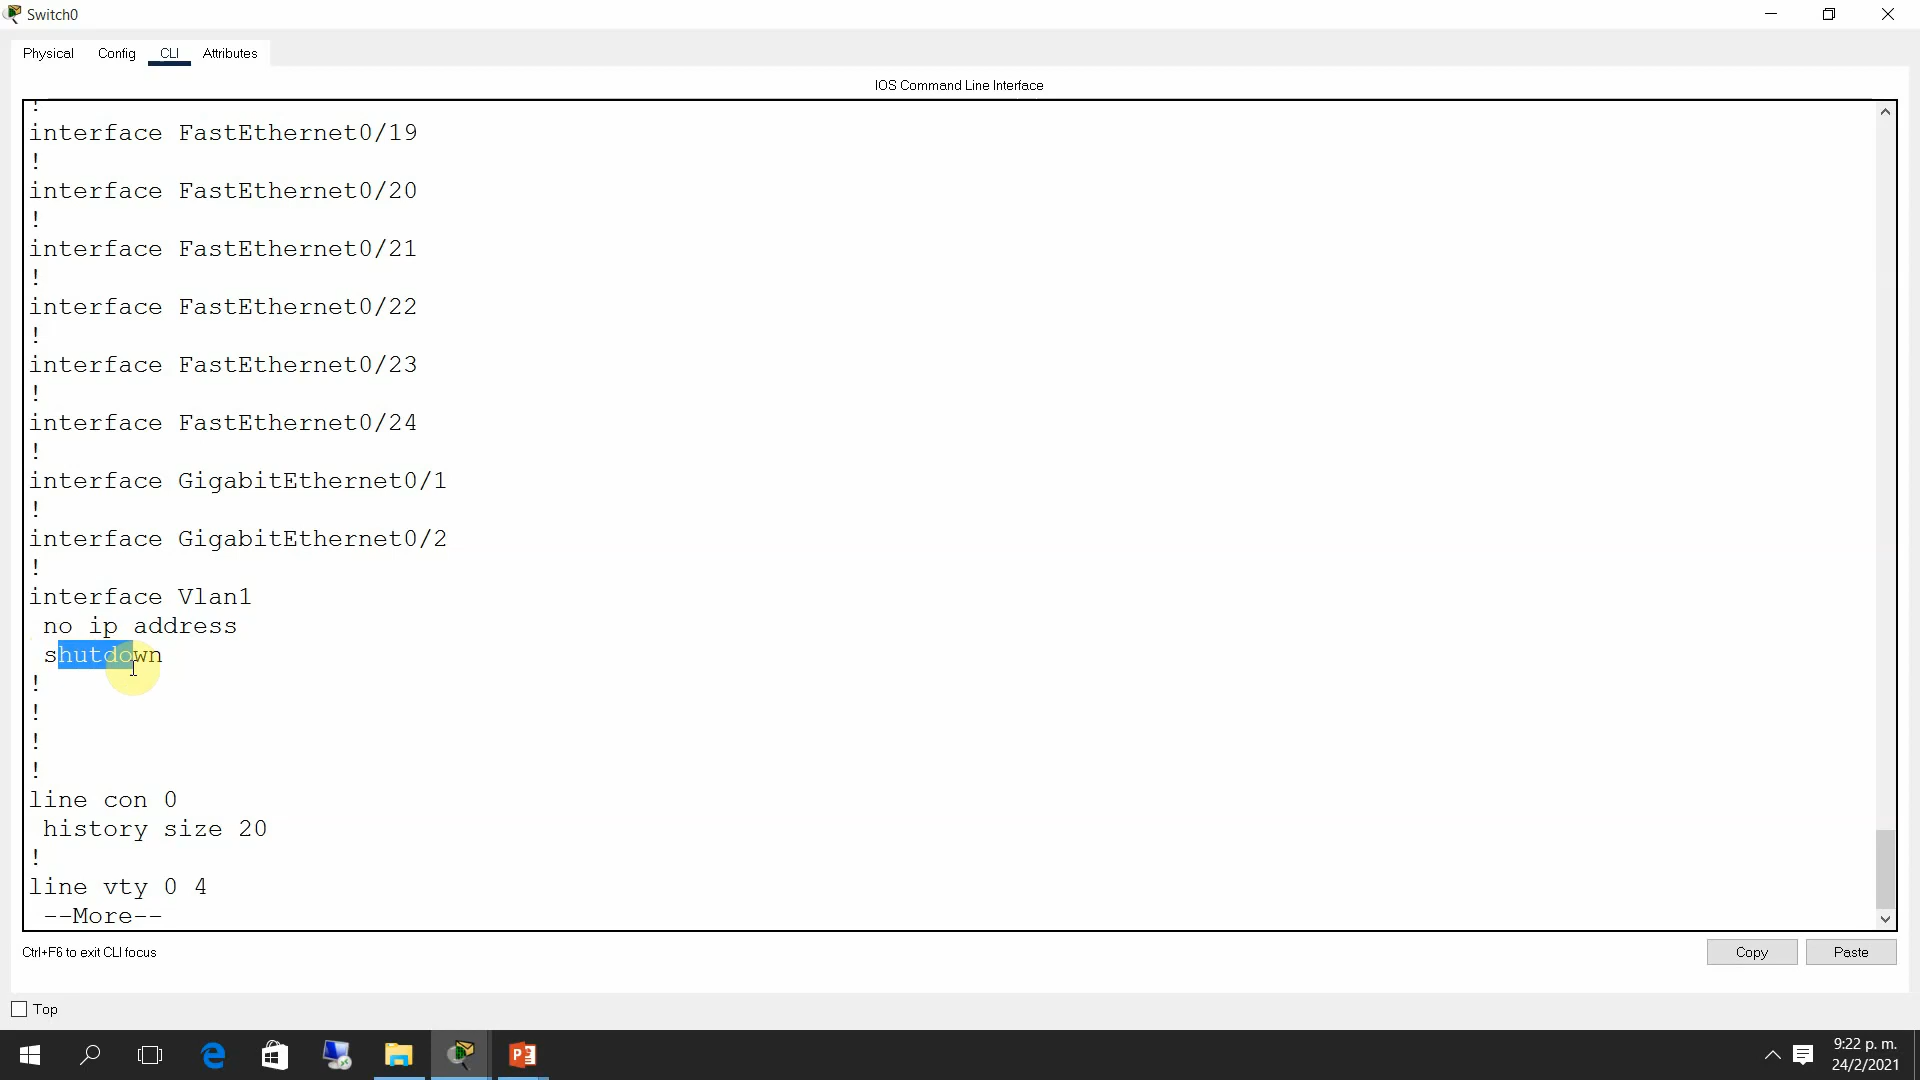 Switch0
Physical Config CLI Attributes
IOS Command Line Interface
!
interface FastEthernet0/19
!
interface FastEthernet0/20
!
interface FastEthernet0/21
!
interface FastEthernet0/22
!
interface FastEthernet0/23
!
interface FastEthernet0/24
!
interface GigabitEthernet0/1
!
interface GigabitEthernet0/2
!
interface Vlan1
no ip address
shutdown
!
!
!
!
line con 0
history size 20
!
line vty 0 4
--More--
Ctrl+F6 to exit CLI focus
Copy Paste
Top
9:22 p. m.
24/2/2021